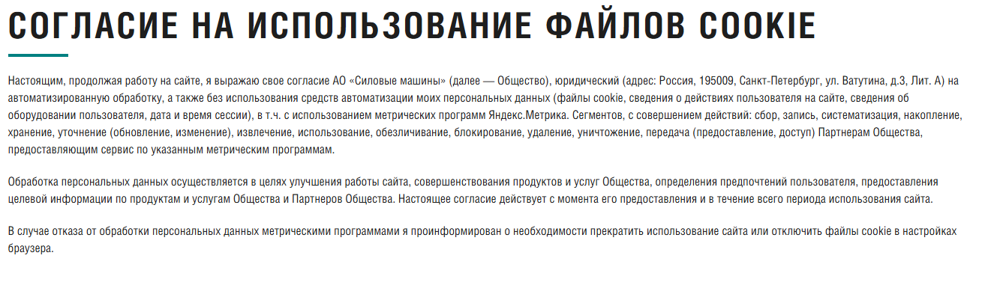 СОГЛАСИЕ НА ИСПОЛЬЗОВАНИЕ ФАЙЛОВ COOKIE
Настоящим, продолжая работу на сайте, я выражаю свое согласие АО «Силовые машины» (далее — Общество), юридический (адрес: Россия, 195009, Санкт-Петербург, ул. Ватутина, д.3, Лит. А) на
автоматизированную обработку, а также без использования средств автоматизации моих персональных данных (файлы cookie, сведения о действиях пользователя на сайте, сведения об
оборудовании пользователя, дата и время сессии), в т.ч. с использованием метрических программ Яндекс.Метрика. Сегментов, с совершением действий: сбор, запись, систематизация, накопление,
хранение, уточнение (обновление, изменение), извлечение, использование, обезличивание, блокирование, удаление, уничтожение, передача (предоставление, доступ) Партнерам Общества,
предоставляющим сервис по указанным метрическим программам.
Обработка персональных данных осуществляется в целях улучшения работы сайта, совершенствования продуктов и услуг Общества, определения предпочтений пользователя, предоставления
целевой информации по продуктам и услугам Общества и Партнеров Общества. Настоящее согласие действует с момента его предоставления и в течение всего периода использования сайта.
В случае отказа от обработки персональных данных метрическими программами я проинформирован о необходимости прекратить использование сайта или отключить файлы cookie в настройках
браузера.